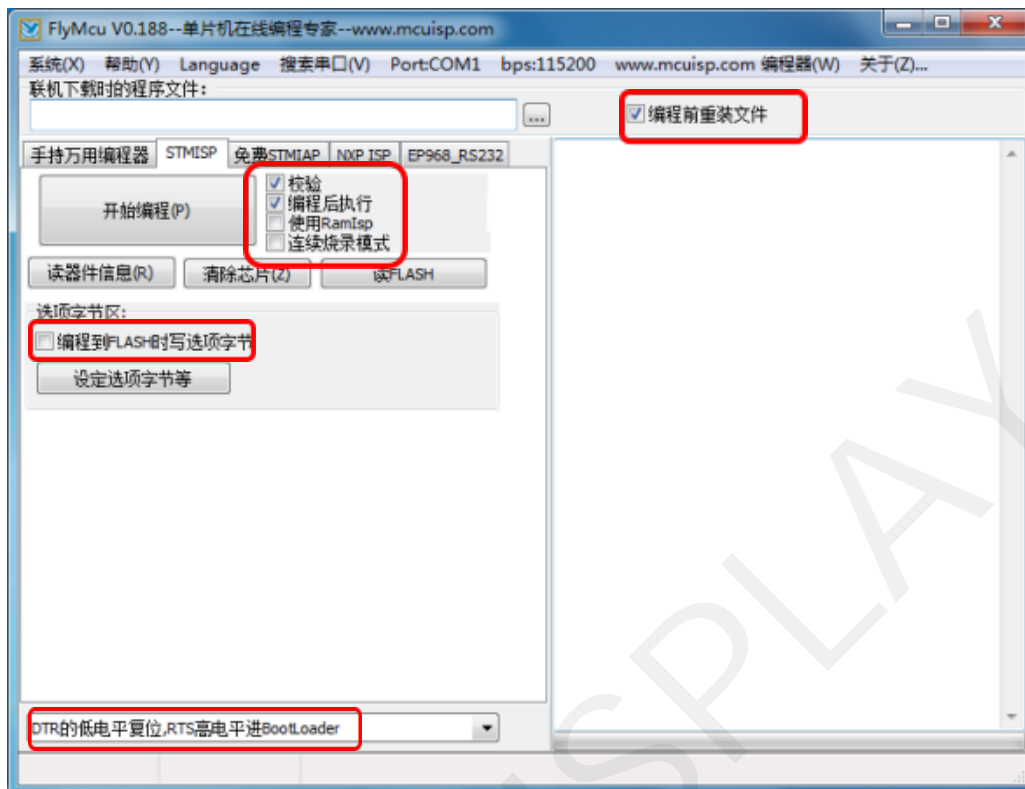 FlyMcu V0.188--单片机在线编程专家--www.mcuisp.com
系统(X) 帮助(Y) Language 搜索串口(V) Port:COM1 bps:115200 www.mcuisp.com 编程器(W) 关于(Z)...
联机下载时的程序文件：
... 编程前重装文件
手持万用编程器 STMISP 免费STMIAP NXP ISP EP968_RS232
开始编程(P)
校验
编程后执行
使用RamIsp
连续烧录模式
读器件信息(R) 清除芯片(Z) 读FLASH
选项字节区:
编程到FLASH时写选项字节
设定选项字节等
DTR的低电平复位,RTS高电平进BootLoader
ISPLAY